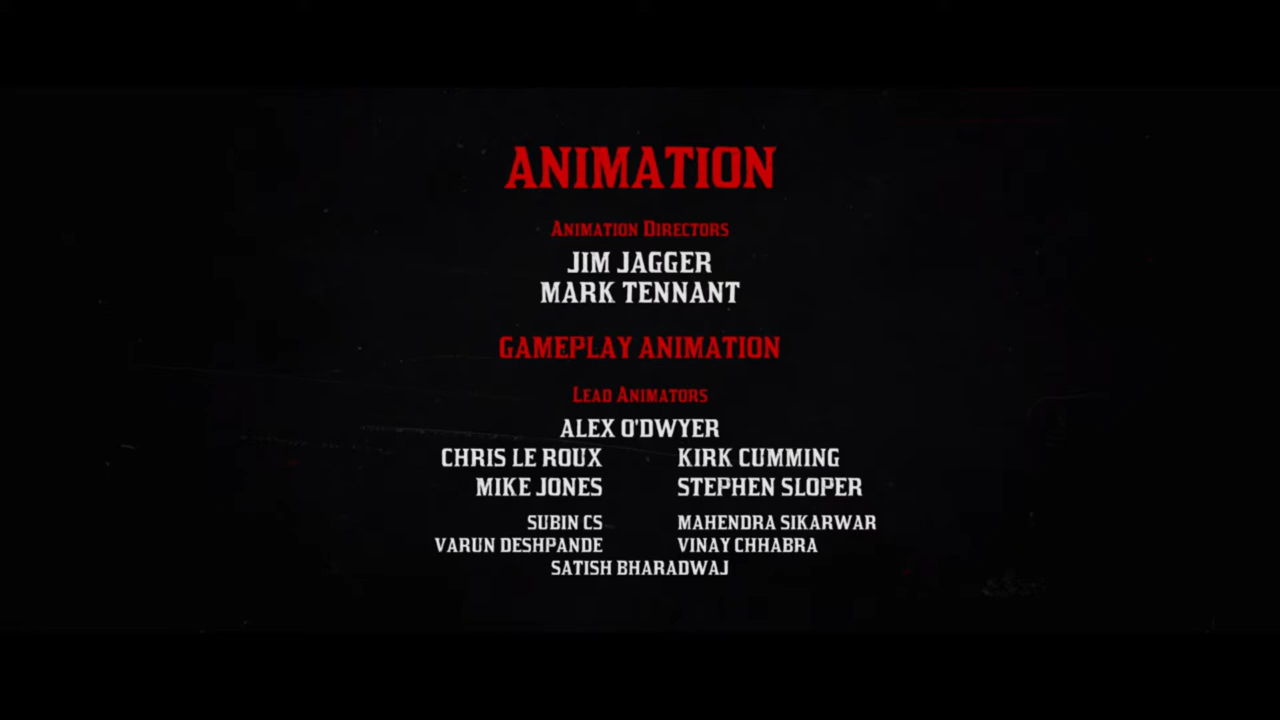 ANIMATION
ANIMATION DIRECTORS
JIM JAGGER
MARK TENNANT
GAMEPLAY ANIMATION
LEAD ANIMATORS
ALEX O'DWYER
CHRIS LE ROUX KIRK CUMMING
MIKE JONES STEPHEN SLOPER
SUBIN CS MAHENDRA SIKARWAR
VARUN DESHPANDE VINAY CHHABRA
SATISH BHARADWAJ